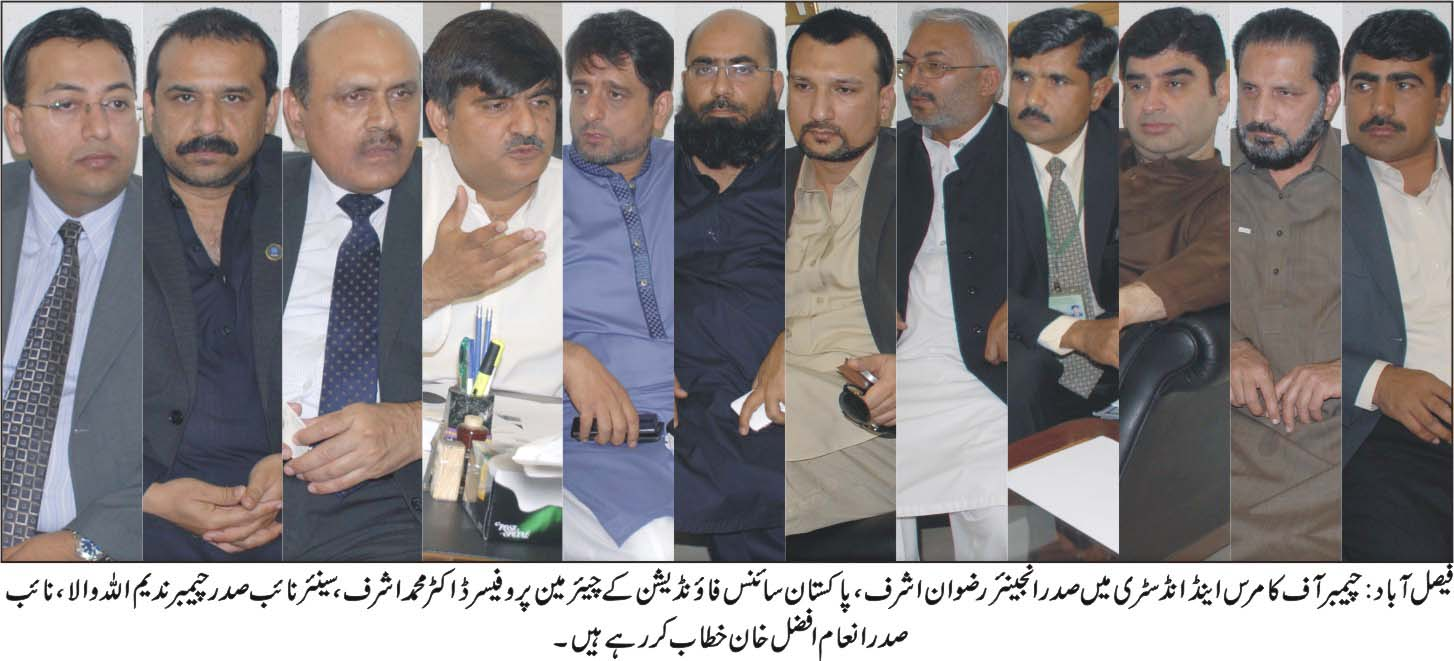 فیصل آباد: چیمبر آف کامرس اینڈ انڈسٹری میں صدر انجینئر رضوان اشرف، پاکستان سائنس فاؤنڈیشن کے چیئرمین پروفیسر ڈاکٹر محمد اشرف، سینئر نائب صدر چیمبر ندیم اللہ والا، نائب
صدر انعام افضل خان خطاب کر رہے ہیں۔